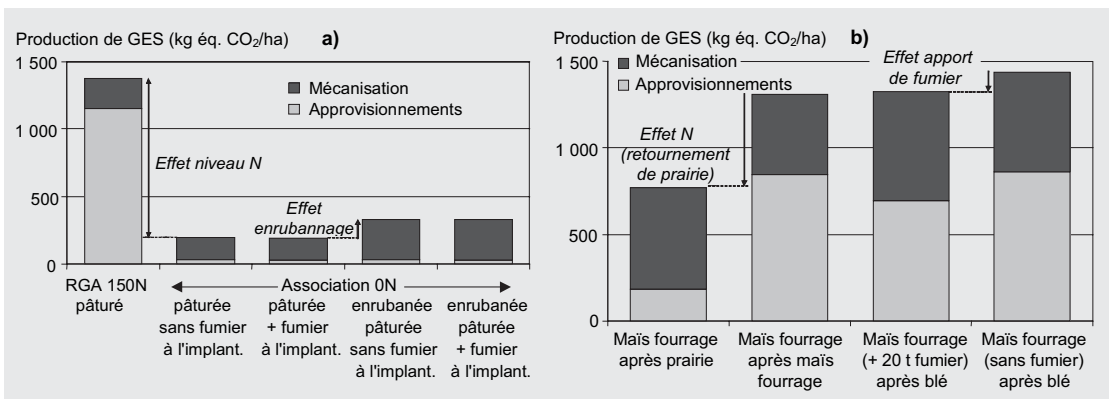 Production de GES (kg éq. CO₂/ha) a)
1 500
1 000
500
0
Mécanisation
Approvisionnements
Effet niveau N
Effet
enrubannage
RGA 150N
pâturé
Association 0N
pâturée
sans fumier
à l'implant.
pâturée
+ fumier
à l'implant.
enrubanée
pâturée
sans fumier
à l'implant.
enrubanée
pâturée
+ fumier
à l'implant.
Production de GES (kg éq. CO₂/ha) b)
1 500
1 000
500
0
Mécanisation
Approvisionnements
Effet apport
de fumier
Effet N
(retournement
de prairie)
Maïs fourrage
après prairie
Maïs fourrage
après maïs
fourrage
Maïs fourrage
(+ 20 t fumier)
après blé
Maïs fourrage
(sans fumier)
après blé